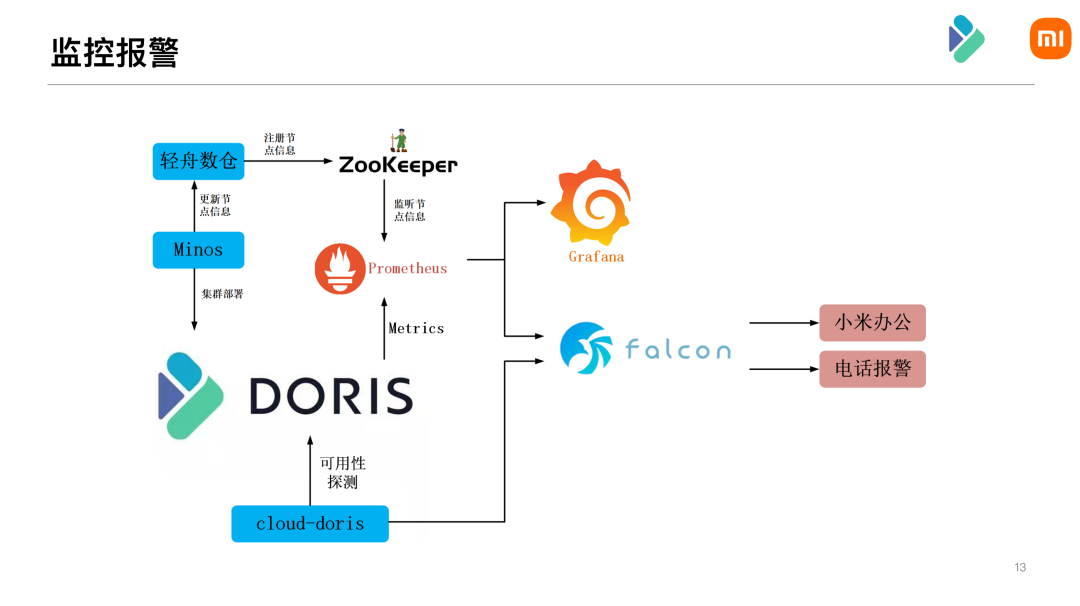 监控报警
mi
轻舟数仓
注册节
点信息
ZooKeeper
更新节
点信息
监听节
点信息
Minos
Prometheus
Grafana
集群部署
Metrics
小米办公
falcon
电话报警
DORIS
可用性
探测
cloud-doris
13